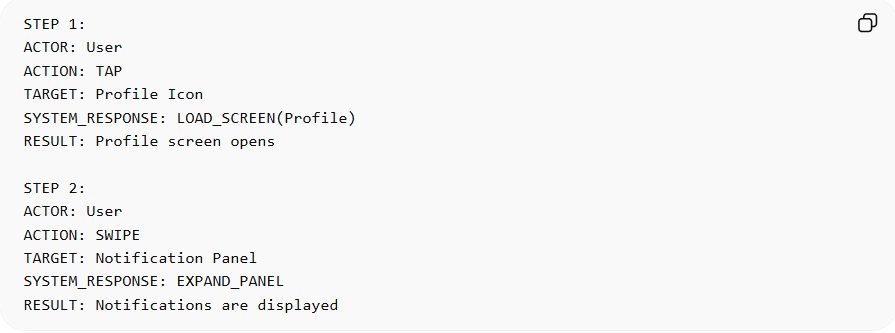 STEP 1:
ACTOR: User
ACTION: TAP
TARGET: Profile Icon
SYSTEM_RESPONSE: LOAD_SCREEN(Profile)
RESULT: Profile screen opens
STEP 2:
ACTOR: User
ACTION: SWIPE
TARGET: Notification Panel
SYSTEM_RESPONSE: EXPAND_PANEL
RESULT: Notifications are displayed